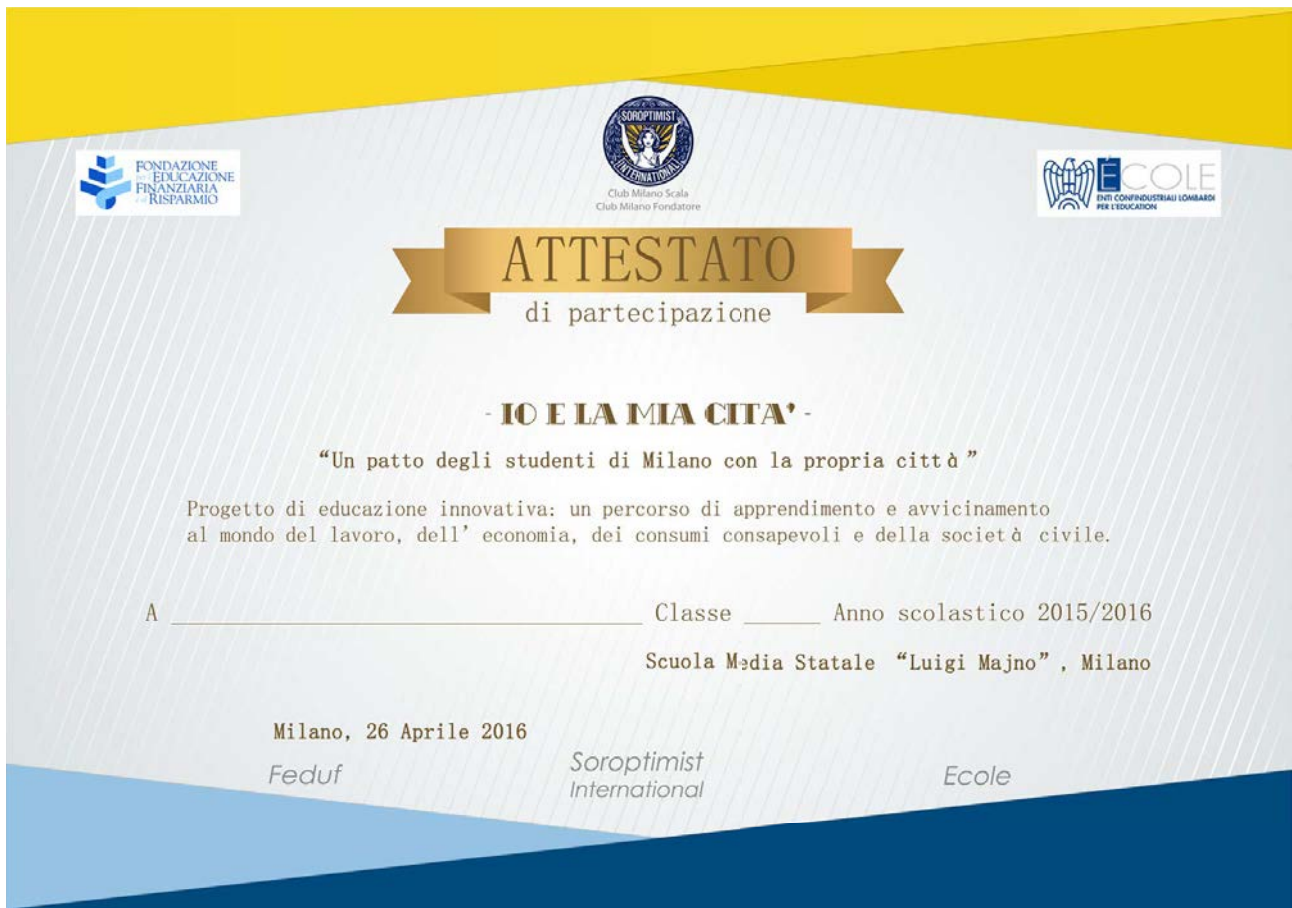 SOROPTIMIST
INTERNATIONAL
Club Milano Scala
Club Milano Fondatore
FONDAZIONE
per l'EDUCAZIONE
FINANZIARIA
e al RISPARMIO
ÉCOLE
ENTI CONFINDUSTRIALI LOMBARDI
PER L'EDUCATION
ATTESTATO
di partecipazione
- IO E LA MIA CITA' -
“Un patto degli studenti di Milano con la propria città”
Progetto di educazione innovativa: un percorso di apprendimento e avvicinamento
al mondo del lavoro, dell’economia, dei consumi consapevoli e della società civile.
A ______________________ Classe ______ Anno scolastico 2015/2016
Scuola Media Statale “Luigi Majno”, Milano
Milano, 26 Aprile 2016
Feduf
Soroptimist
International
Ecole